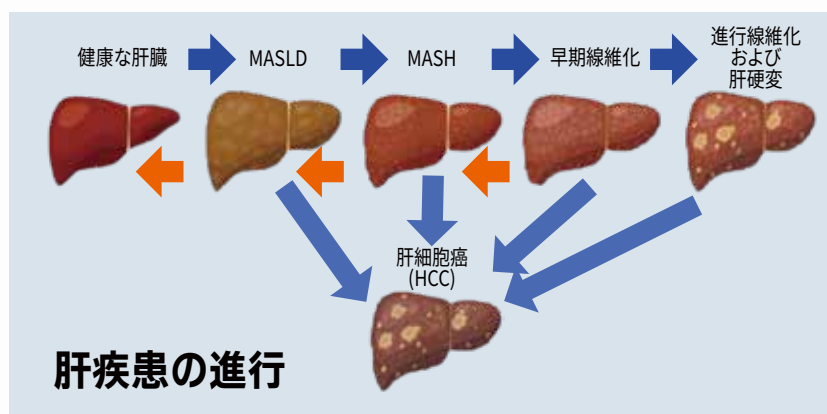 健康な肝臓
MASLD
MASH
早期線維化
進行線維化
および
肝硬変
肝細胞癌
(HCC)
肝疾患の進行